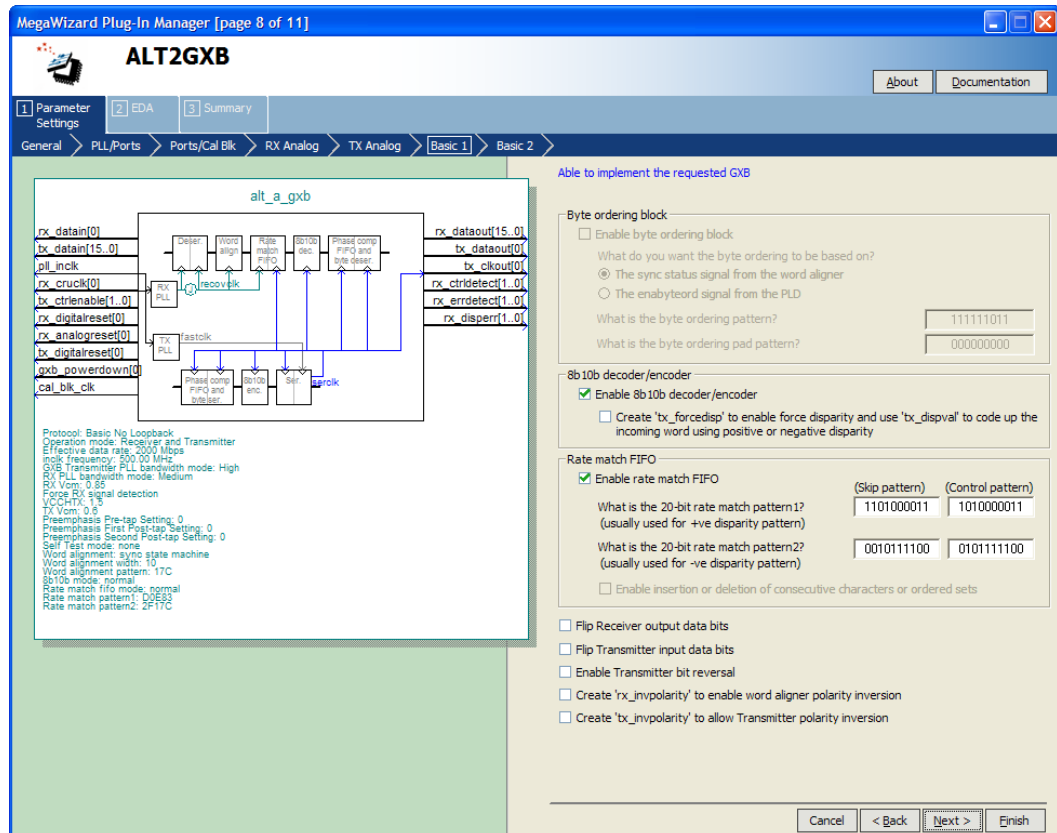 MegaWizard Plug-In Manager [page 8 of 11]
ALT2GXB
About
Documentation
1 Parameter Settings
2 EDA
3 Summary
General
PLL/Ports
Ports/Cal Blk
RX Analog
TX Analog
Basic 1
Basic 2
alt_a_gxb
rx_datain[0]
tx_datain[15..0]
pll_inclk
rx_cruclk[0]
tx_ctrlenable[1..0]
rx_digitalreset[0]
rx_analogreset[0]
tx_digitalreset[0]
gxb_powerdown[0]
cal_blk_clk
Deser.
Word align
Rate match FIFO
8b10b dec.
Phase comp FIFO and byte deser.
RX PLL
recovclk
TX PLL
fastclk
Phase comp FIFO and byte ser.
8b10b enc.
Ser.
serclk
rx_dataout[15..0]
tx_dataout[0]
tx_clkout[0]
rx_ctrldetect[1..0]
rx_errdetect[1..0]
rx_disperr[1..0]
Protocol: Basic No Loopback
Operation mode: Receiver and Transmitter
Effective data rate: 2000 Mbps
inclk frequency: 500.00 MHz
GXB Transmitter PLL bandwidth mode: High
RX PLL bandwidth mode: Medium
RX Vcm: 0.85
Force RX signal detection
VCCHTX: 1.5
TX Vcm: 0.6
Preemphasis Pre-tap Setting: 0
Preemphasis First Post-tap Setting: 0
Preemphasis Second Post-tap Setting: 0
Self Test mode: none
Word alignment: sync state machine
Word alignment width: 10
Word alignment pattern: 17C
8b10b mode: normal
Rate match fifo mode: normal
Rate match pattern1: D0E83
Rate match pattern2: 2F17C
Able to implement the requested GXB
Byte ordering block
Enable byte ordering block
What do you want the byte ordering to be based on?
The sync status signal from the word aligner
The enabyteord signal from the PLD
What is the byte ordering pattern?
111111011
What is the byte ordering pad pattern?
000000000
8b10b decoder/encoder
Enable 8b10b decoder/encoder
Create 'tx_forcedisp' to enable force disparity and use 'tx_dispval' to code up the
incoming word using positive or negative disparity
Rate match FIFO
Enable rate match FIFO
(Skip pattern) (Control pattern)
What is the 20-bit rate match pattern1? 1101000011 1010000011
(usually used for +ve disparity pattern)
What is the 20-bit rate match pattern2? 0010111100 0101111100
(usually used for -ve disparity pattern)
Enable insertion or deletion of consecutive characters or ordered sets
Flip Receiver output data bits
Flip Transmitter input data bits
Enable Transmitter bit reversal
Create 'rx_invpolarity' to enable word aligner polarity inversion
Create 'tx_invpolarity' to allow Transmitter polarity inversion
Cancel
< Back
Next >
Finish